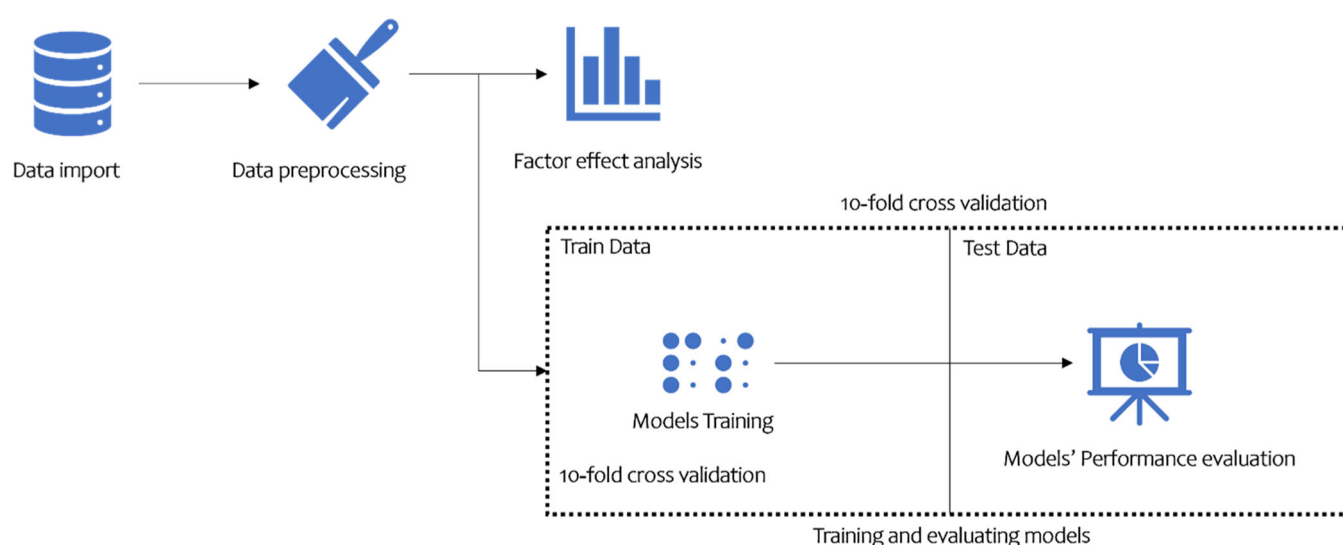 Data import
Data preprocessing
Factor effect analysis
10-fold cross validation
Train Data
Test Data
Models Training
Models’ Performance evaluation
10-fold cross validation
Training and evaluating models